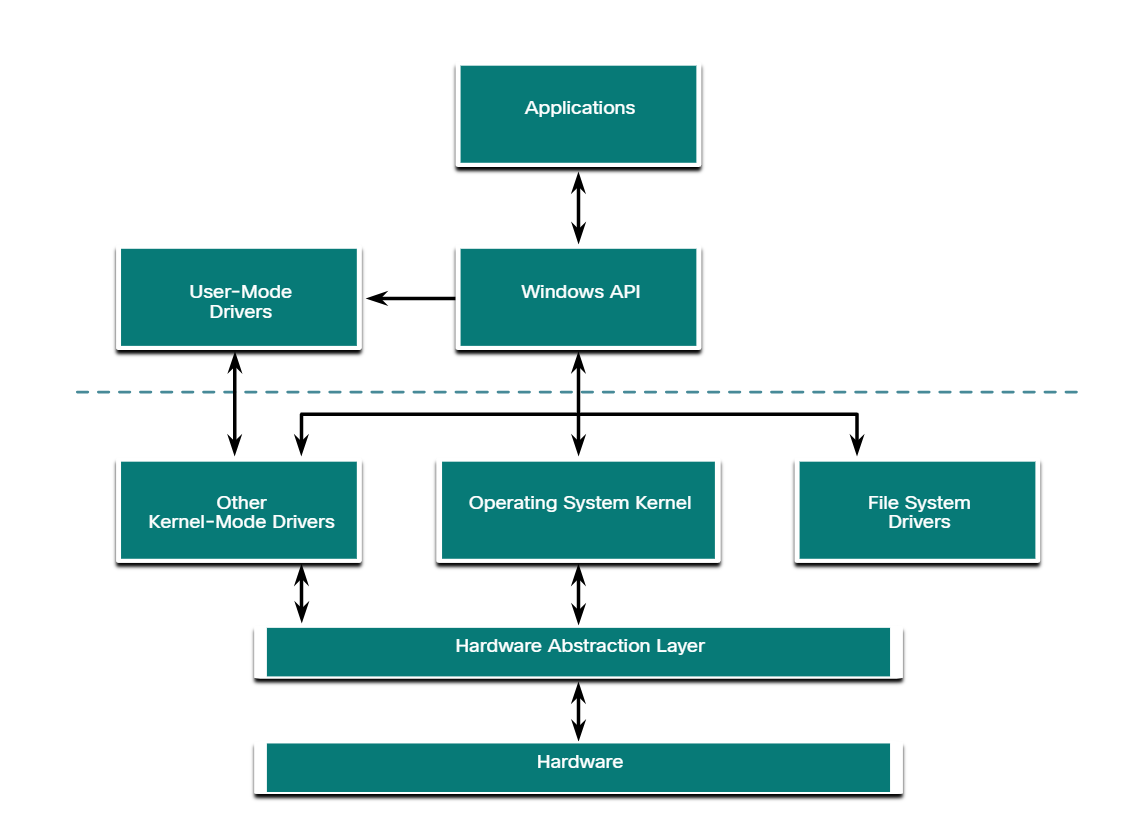 Applications
User-Mode
Drivers
Windows API
Other
Kernel-Mode Drivers
Operating System Kernel
File System
Drivers
Hardware Abstraction Layer
Hardware